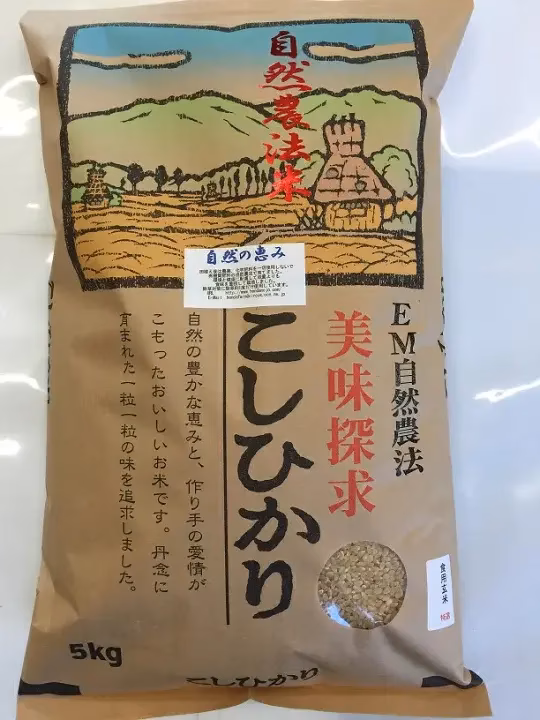 自然農法米
自然の恵み
EM自然農法
美味探求
こしひかり
自然の豊かな恵みと、作り手の愛情が
こもったおいしいお米です。丹念に
育まれた一粒一粒の味を追求しました。
食用玄米
5kg
こしひかり